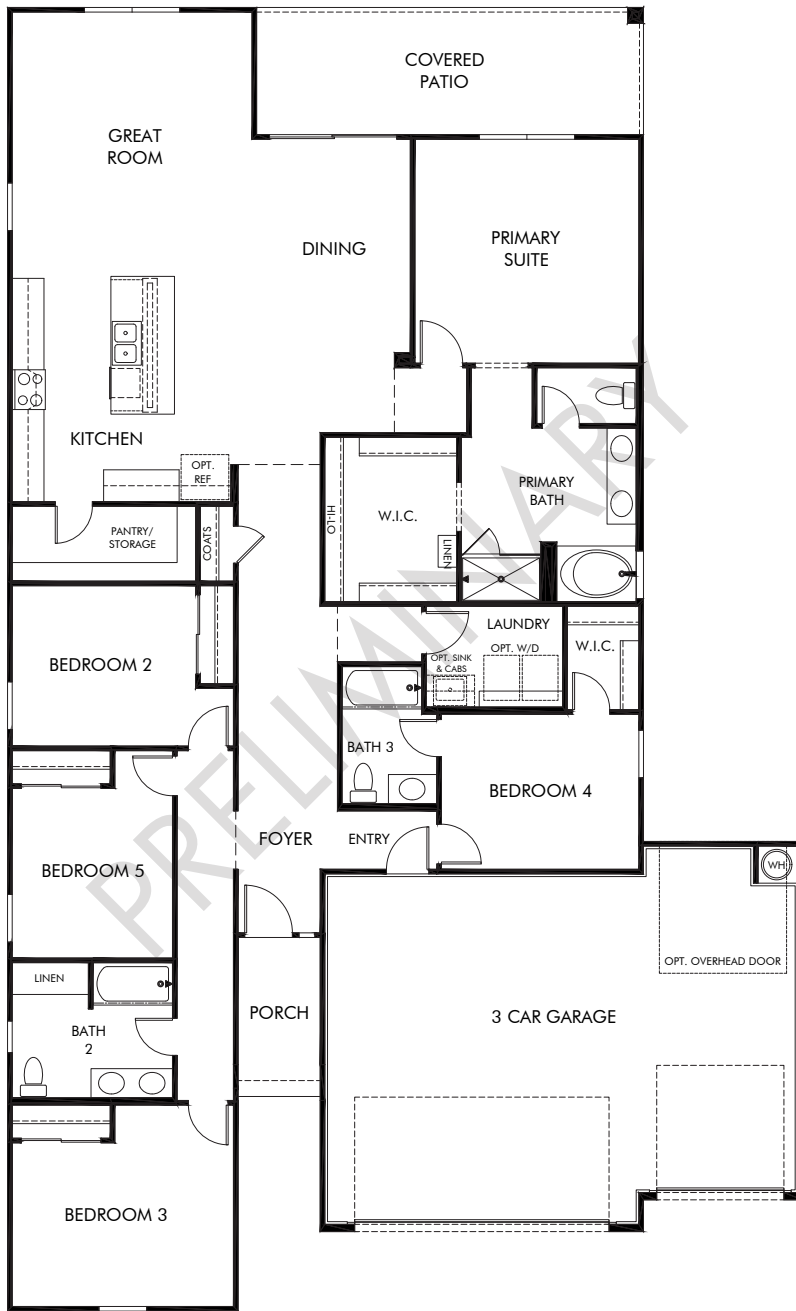 COVERED
PATIO
GREAT
ROOM
DINING
PRIMARY
SUITE
KITCHEN
OPT.
REF
PANTRY/
STORAGE
COATS
HI-LO
W.I.C.
LINEN
PRIMARY
BATH
LAUNDRY
OPT. W/D
OPT. SINK
& CABS
W.I.C.
BEDROOM 2
BATH 3
BEDROOM 4
BEDROOM 5
FOYER
ENTRY
WH
OPT. OVERHEAD DOOR
LINEN
BATH
2
PORCH
3 CAR GARAGE
BEDROOM 3
PRELIMINARY